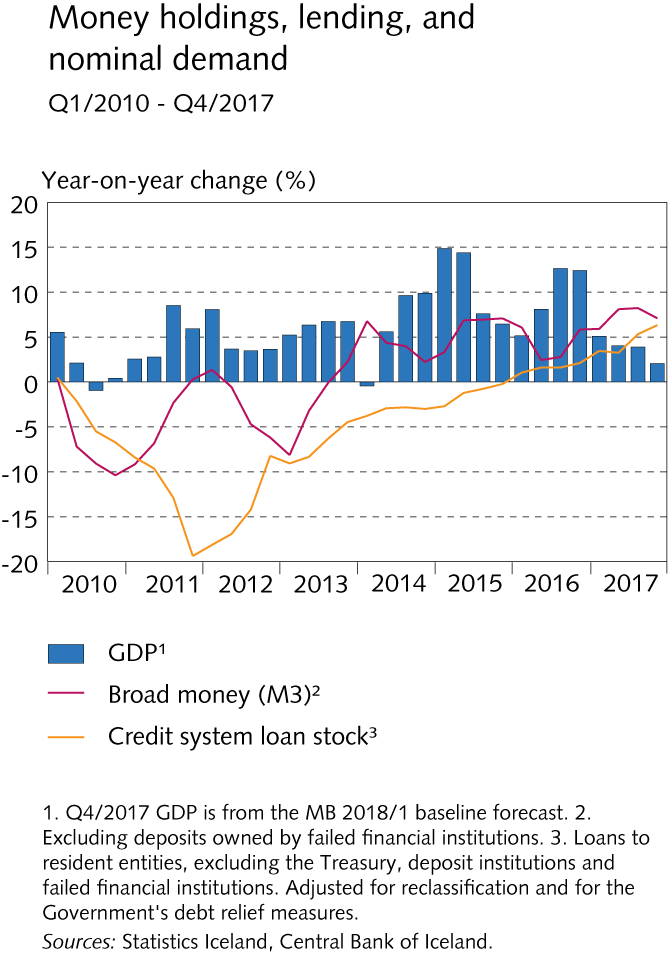 Money holdings, lending, and
nominal demand
Q1/2010 - Q4/2017
Year-on-year change (%)
20
15
10
5
0
-5
-10
-15
-20
2010 2011 2012 2013 2014 2015 2016 2017
GDP¹
Broad money (M3)²
Credit system loan stock³
1. Q4/2017 GDP is from the MB 2018/1 baseline forecast. 2.
Excluding deposits owned by failed financial institutions. 3. Loans to
resident entities, excluding the Treasury, deposit institutions and
failed financial institutions. Adjusted for reclassification and for the
Government's debt relief measures.
Sources: Statistics Iceland, Central Bank of Iceland.